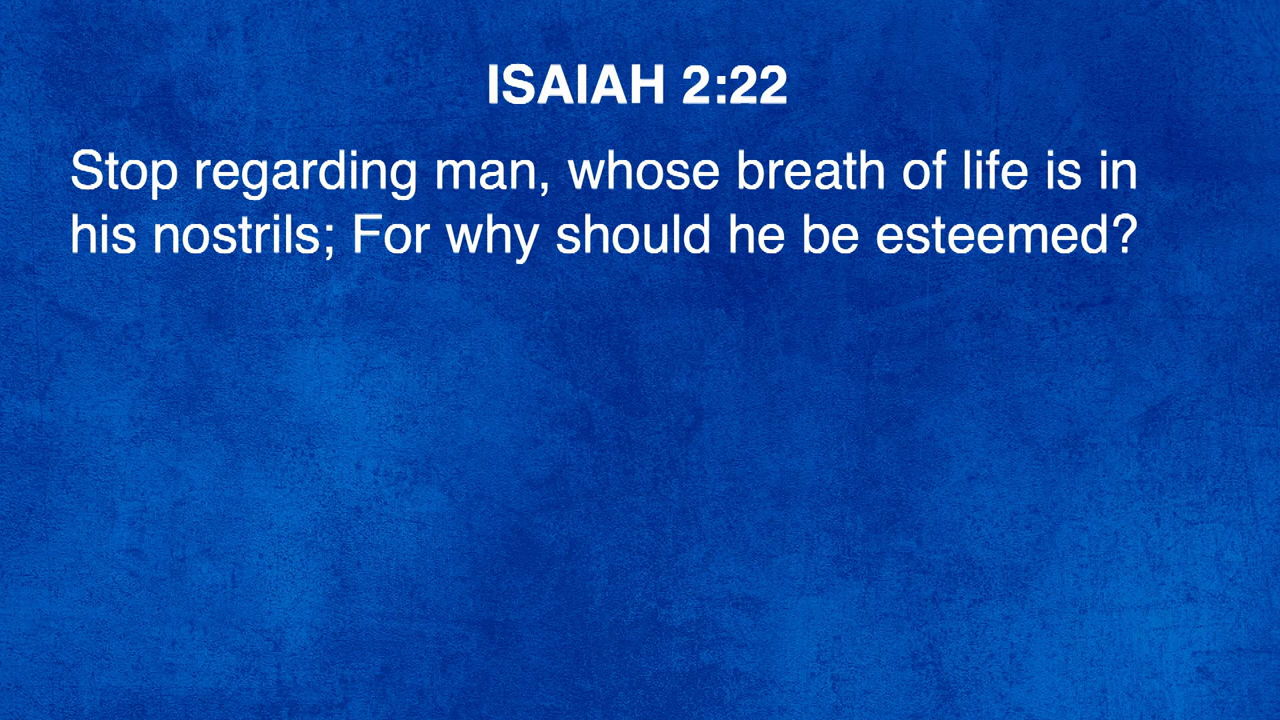 ISAIAH 2:22
Stop regarding man, whose breath of life is in
his nostrils; For why should he be esteemed?